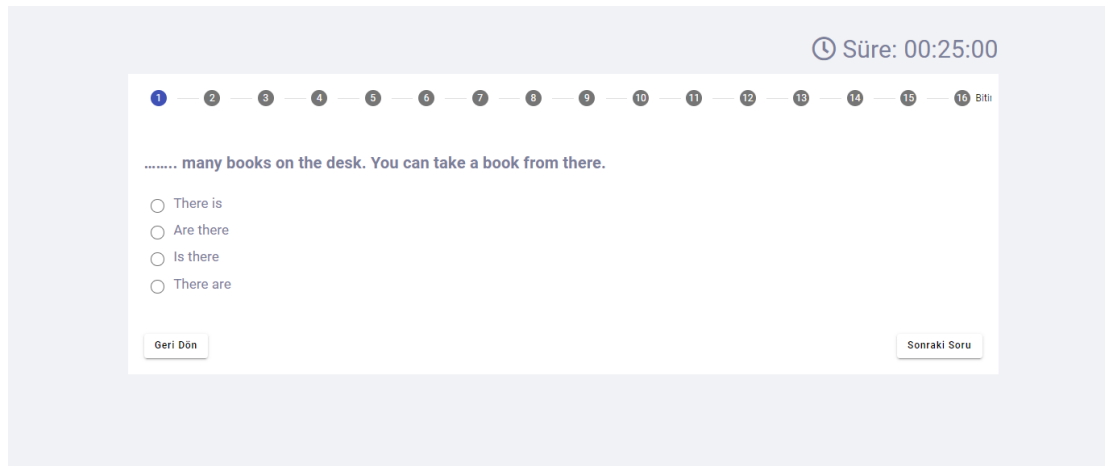 Süre: 00:25:00
1 2 3 4 5 6 7 8 9 10 11 12 13 14 15 16 Bitir
........ many books on the desk. You can take a book from there.
There is
Are there
Is there
There are
Geri Dön Sonraki Soru